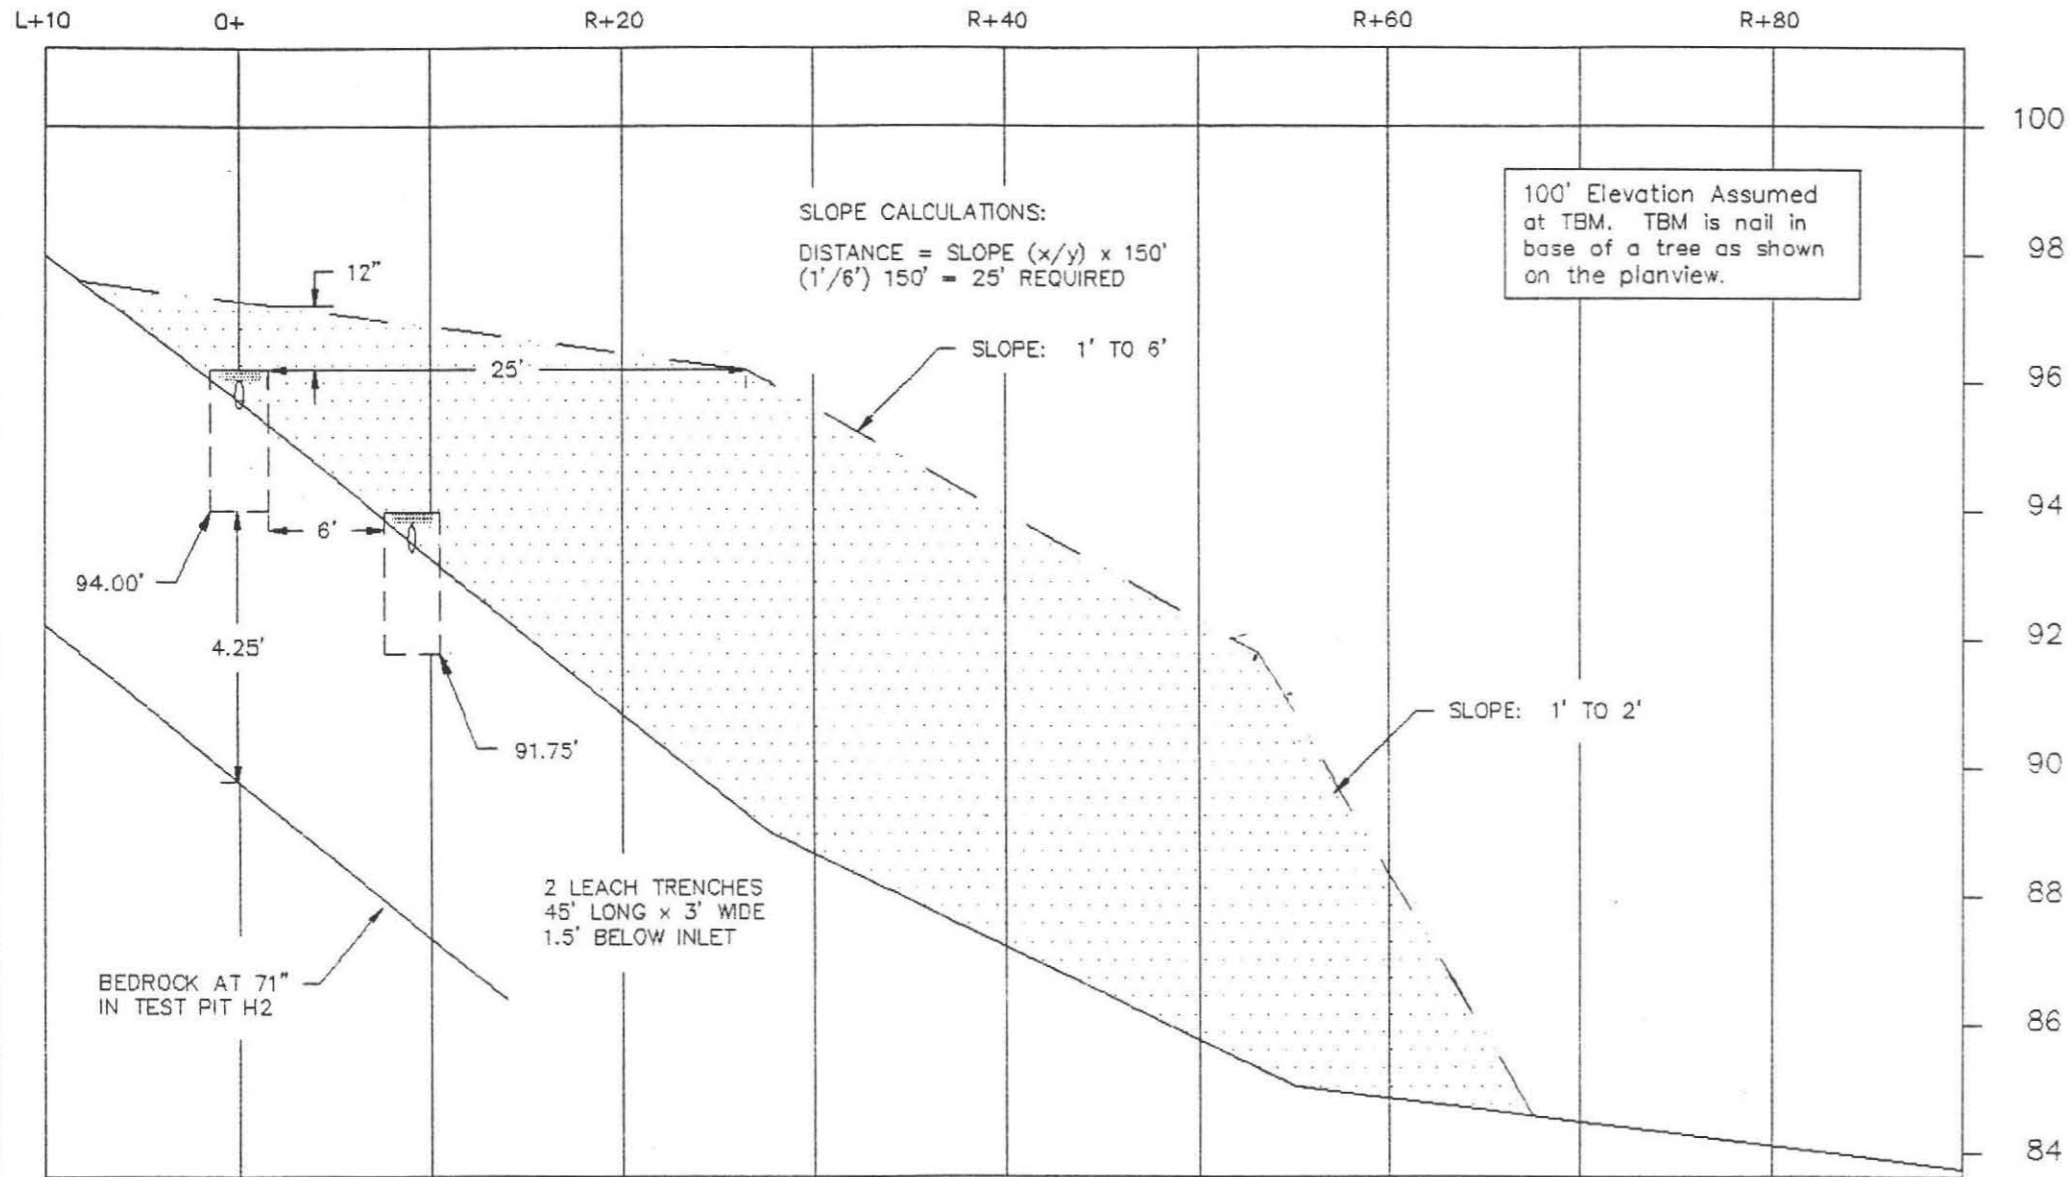 L+10 0+ R+20 R+40 R+60 R+80
100
98
96
94
92
90
88
86
84
100' Elevation Assumed
at TBM. TBM is nail in
base of a tree as shown
on the planview.
SLOPE CALCULATIONS:
DISTANCE = SLOPE (x/y) x 150'
(1'/6') 150' = 25' REQUIRED
12"
SLOPE: 1' TO 6'
25'
6'
94.00'
4.25'
91.75'
SLOPE: 1' TO 2'
2 LEACH TRENCHES
45' LONG x 3' WIDE
1.5' BELOW INLET
BEDROCK AT 71"
IN TEST PIT H2